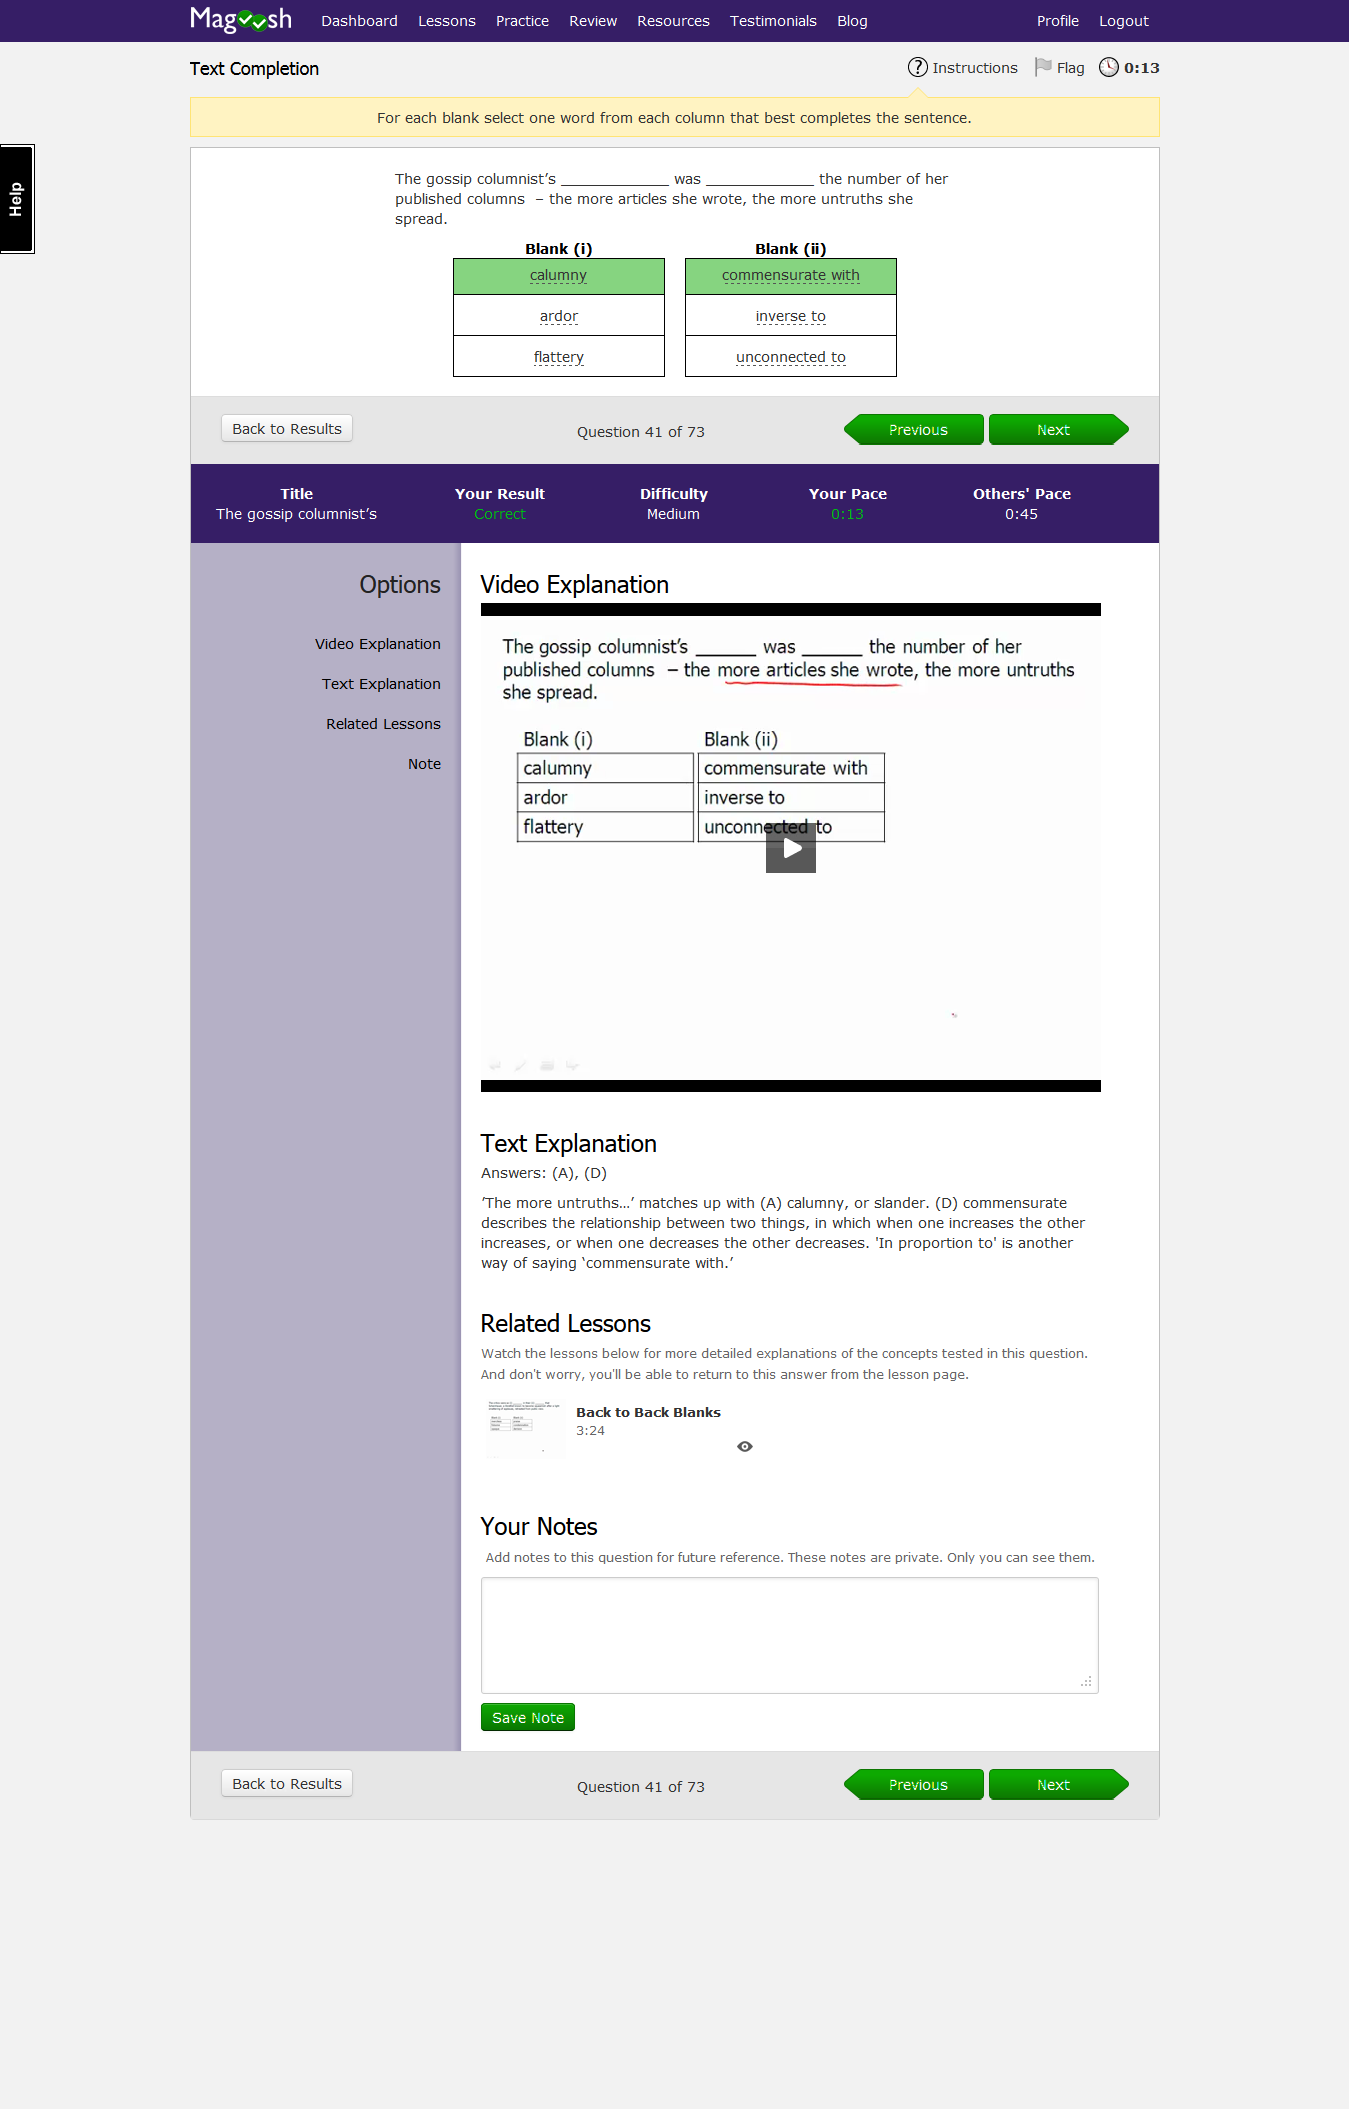 Magoosh Dashboard Lessons Practice Review Resources Testimonials Blog Profile Logout
Text Completion
? Instructions Flag 0:13
For each blank select one word from each column that best completes the sentence.
Help
The gossip columnist’s _____________ was _____________ the number of her
published columns – the more articles she wrote, the more untruths she
spread.
Blank (i) Blank (ii)
calumny commensurate with
ardor inverse to
flattery unconnected to
Back to Results Question 41 of 73 Previous Next
Title Your Result Difficulty Your Pace Others' Pace
The gossip columnist’s Correct Medium 0:13 0:45
Options
Video Explanation
Text Explanation
Related Lessons
Note
Video Explanation
The gossip columnist’s ______ was ______ the number of her
published columns – the more articles she wrote, the more untruths
she spread.
Blank (i) Blank (ii)
calumny commensurate with
ardor inverse to
flattery unconnected to
Text Explanation
Answers: (A), (D)
’The more untruths…’ matches up with (A) calumny, or slander. (D) commensurate
describes the relationship between two things, in which when one increases the other
increases, or when one decreases the other decreases. 'In proportion to' is another
way of saying ‘commensurate with.’
Related Lessons
Watch the lessons below for more detailed explanations of the concepts tested in this question.
And don't worry, you'll be able to return to this answer from the lesson page.
Back to Back Blanks
3:24
Your Notes
Add notes to this question for future reference. These notes are private. Only you can see them.
Save Note
Back to Results Question 41 of 73 Previous Next